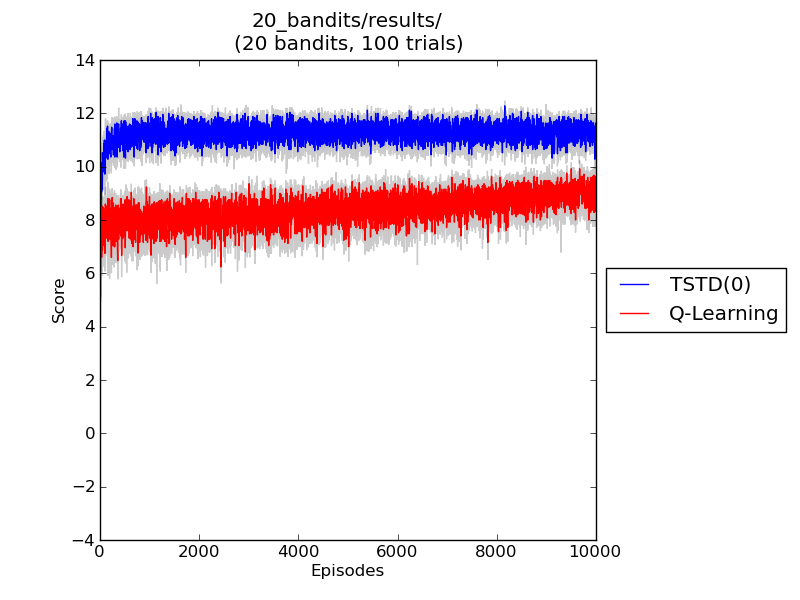 20_bandits/results/
(20 bandits, 100 trials)
14
12
10
8
6
4
2
0
−2
−4
Score
0 2000 4000 6000 8000 10000
Episodes
TSTD(0)
Q-Learning